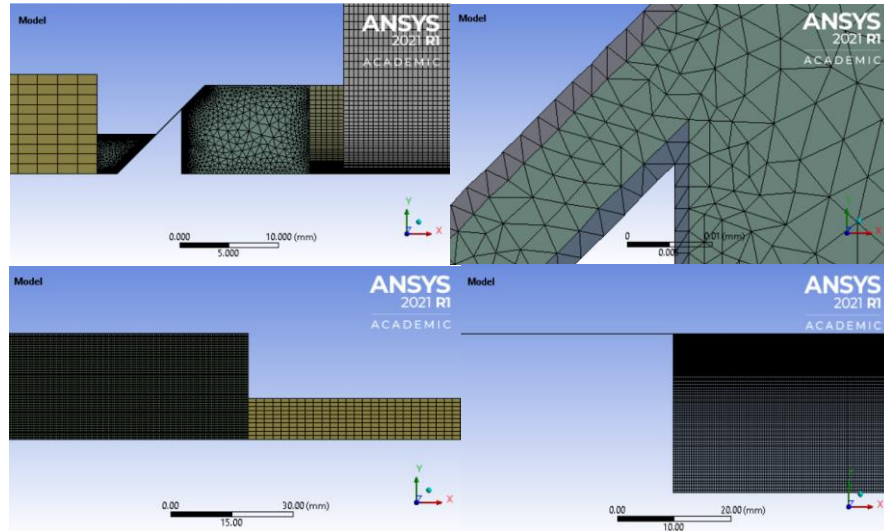 Model
ANSYS
2021 R1
ACADEMIC
0.000
10.000 (mm)
5.000
Y
X
Model
ANSYS
2021 R1
ACADEMIC
0
0.01 (mm)
0.005
Y
X
Model
ANSYS
2021 R1
ACADEMIC
0.00
30.00 (mm)
15.00
Y
X
Model
ANSYS
2021 R1
ACADEMIC
0.00
20.00 (mm)
10.00
Y
X